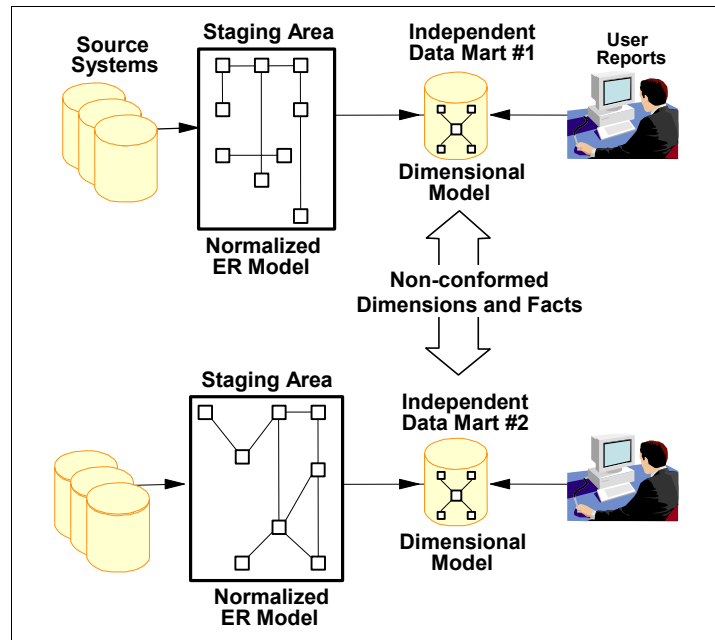 Source
Systems
Staging Area
Normalized
ER Model
Independent
Data Mart #1
Dimensional
Model
User
Reports
Non-conformed
Dimensions and Facts
Staging Area
Normalized
ER Model
Independent
Data Mart #2
Dimensional
Model